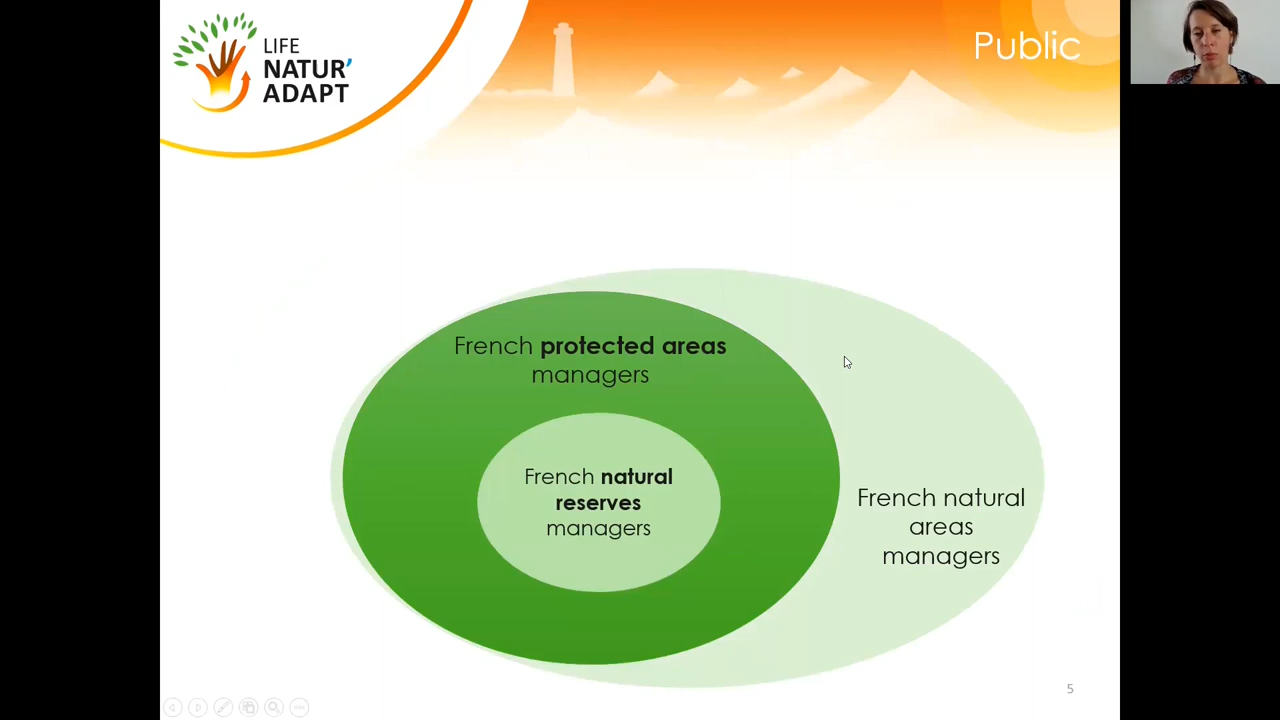 LIFE
NATUR'
ADAPT
Public
French protected areas
managers
French natural
reserves
managers
French natural
areas
managers
5